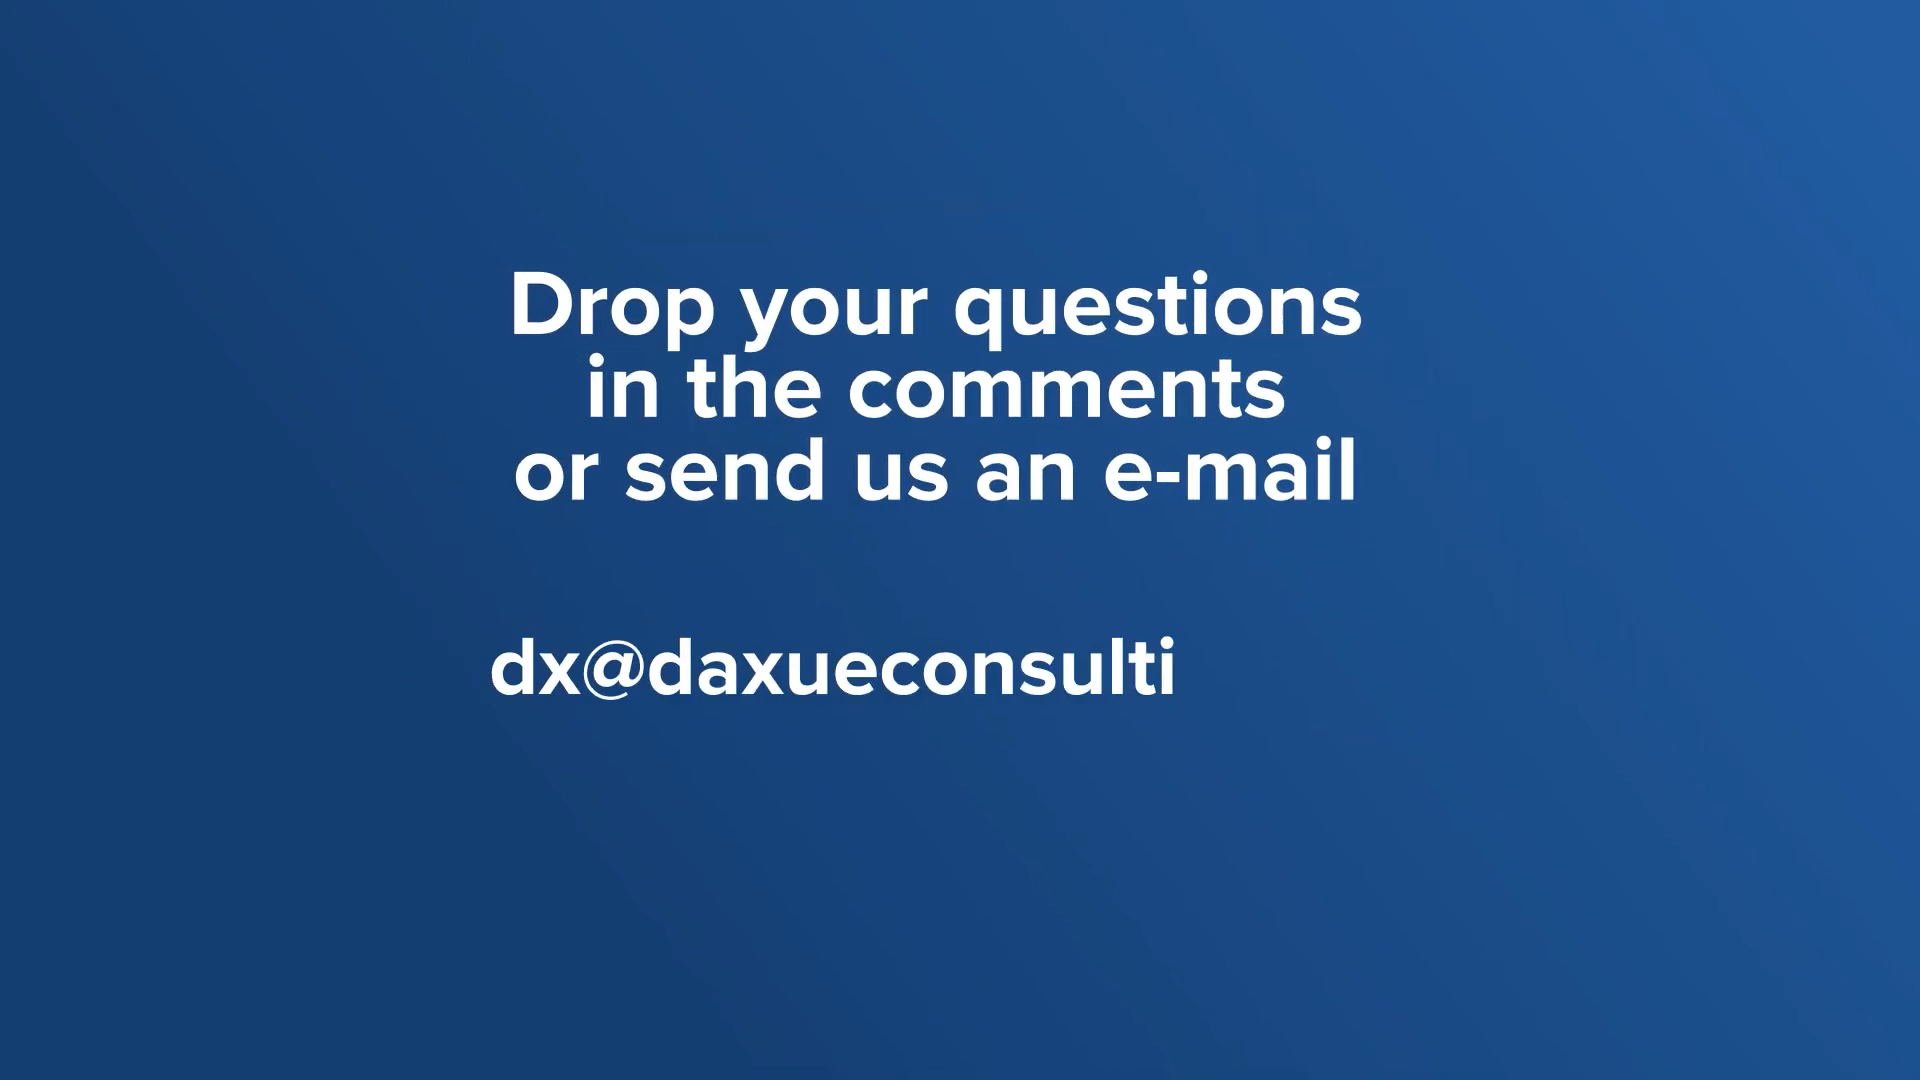 Drop your questions
in the comments
or send us an e-mail
dx@daxueconsulti